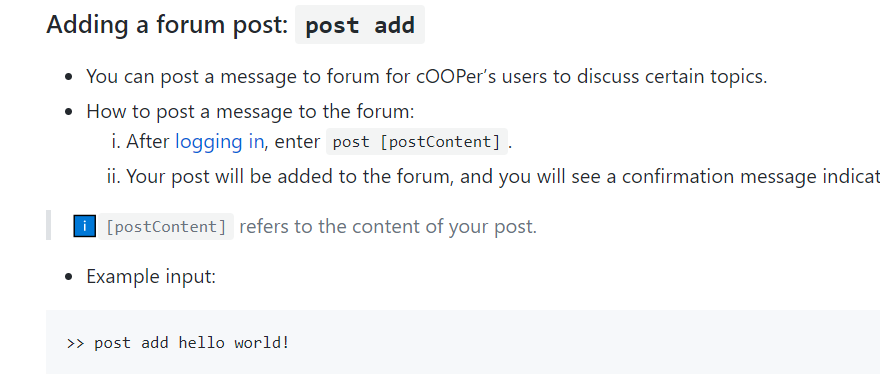 Adding a forum post: post add
• You can post a message to forum for cOOPer’s users to discuss certain topics.
• How to post a message to the forum:
i. After logging in, enter post [postContent].
ii. Your post will be added to the forum, and you will see a confirmation message
i [postContent] refers to the content of your post.
• Example input:
>> post add hello world!